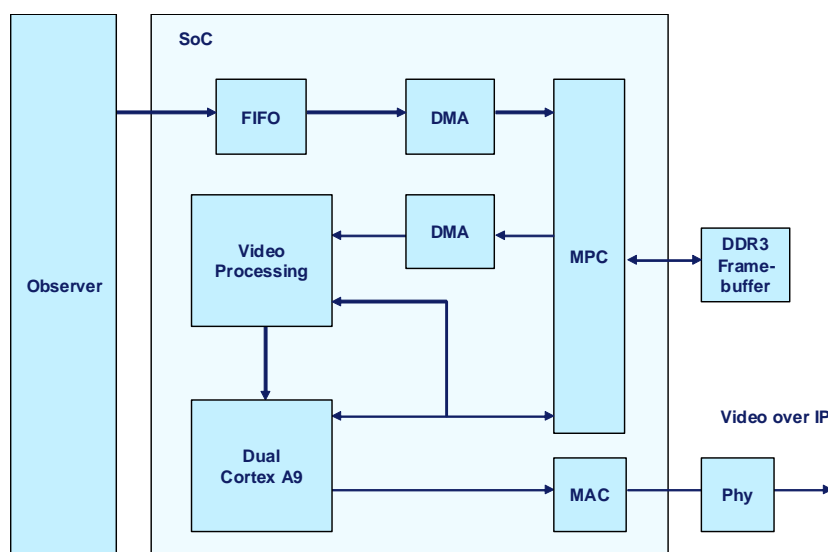 SoC
FIFO
DMA
DMA
Video
Processing
MPC
DDR3
Frame-
buffer
Observer
Video over IP
Dual
Cortex A9
MAC
Phy